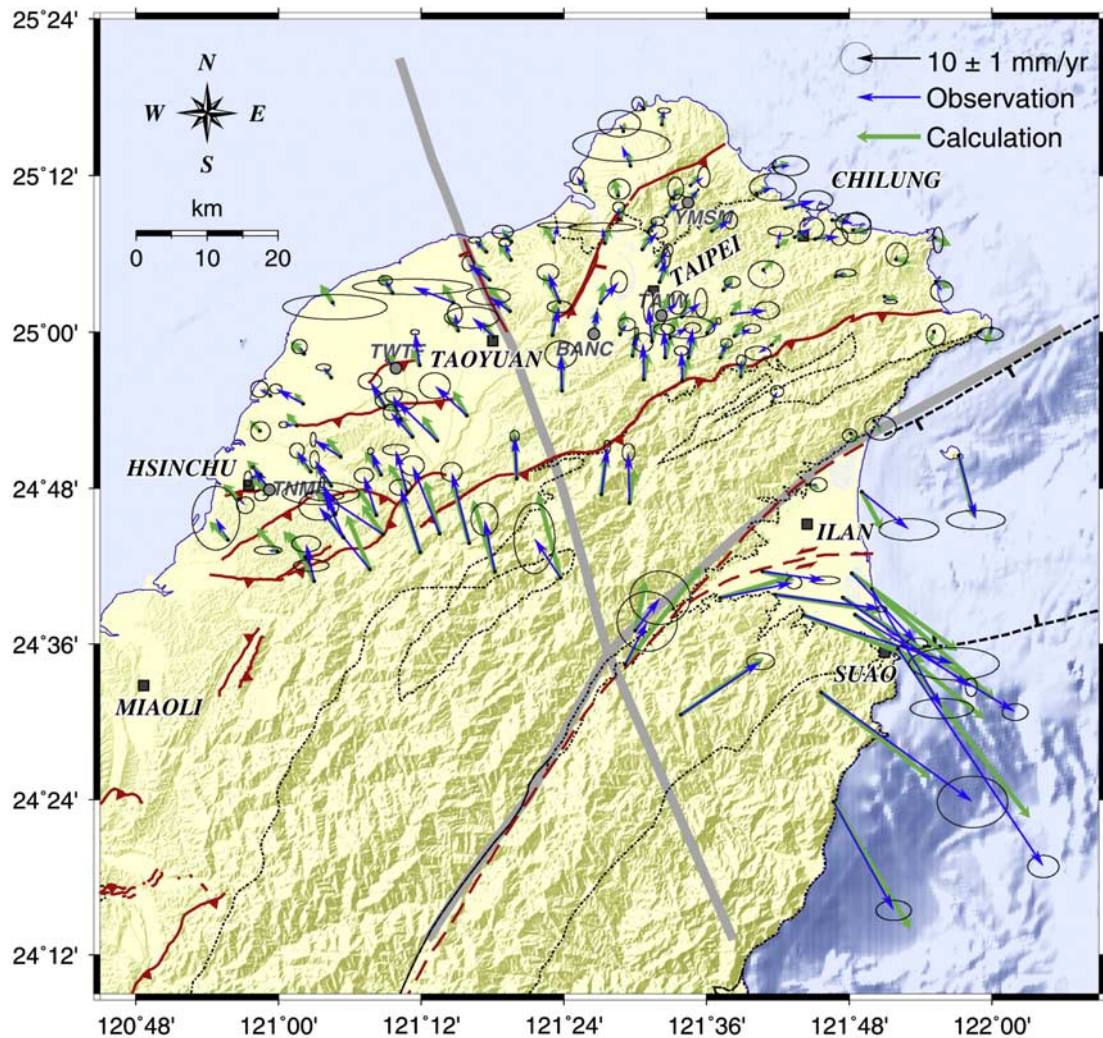 25°24'
25°12'
25°00'
24°48'
24°36'
24°24'
24°12'
120°48'
121°00'
121°12'
121°24'
121°36'
121°48'
122°00'
N
W E
S
km
0 10 20
10 ± 1 mm/yr
Observation
Calculation
CHILUNG
YMSM
TAIPEI
BANC
TAOYUAN
TWTF
HSINCHU
TNML
ILAN
SUAO
MIAOLI